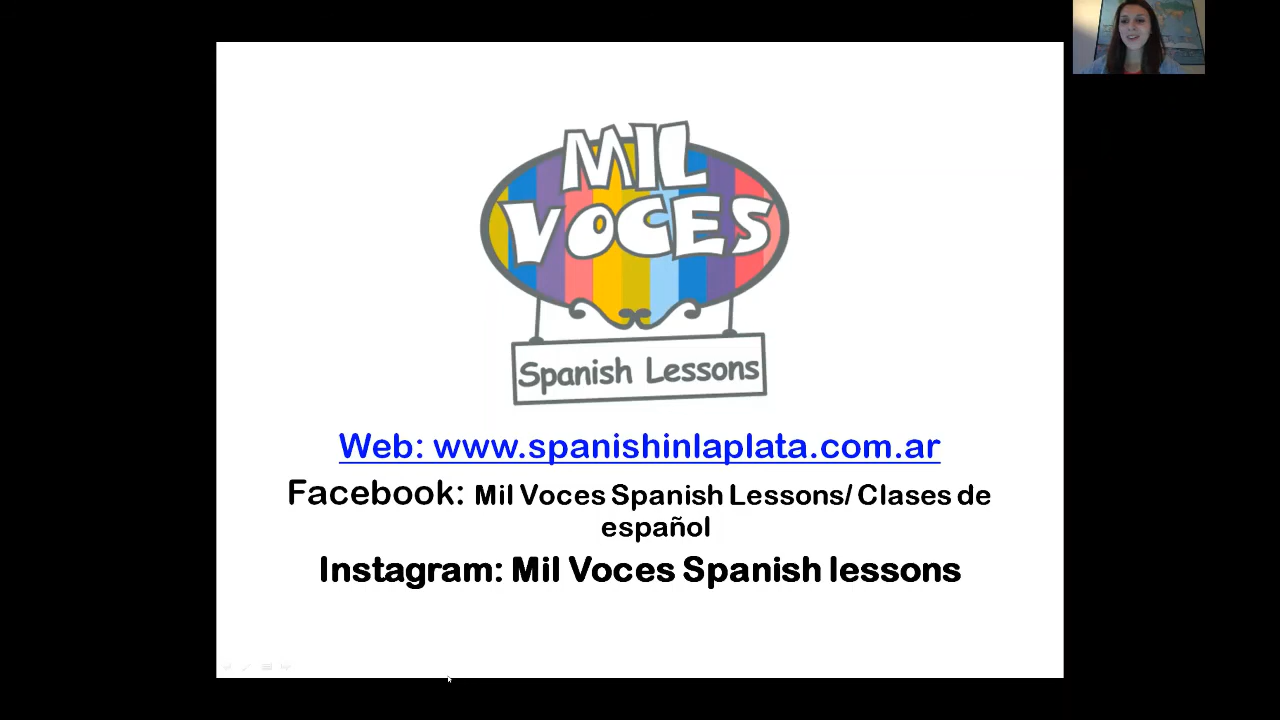 MIL
VOCES
Spanish Lessons
Web: www.spanishinlaplata.com.ar
Facebook: Mil Voces Spanish Lessons/ Clases de
español
Instagram: Mil Voces Spanish lessons